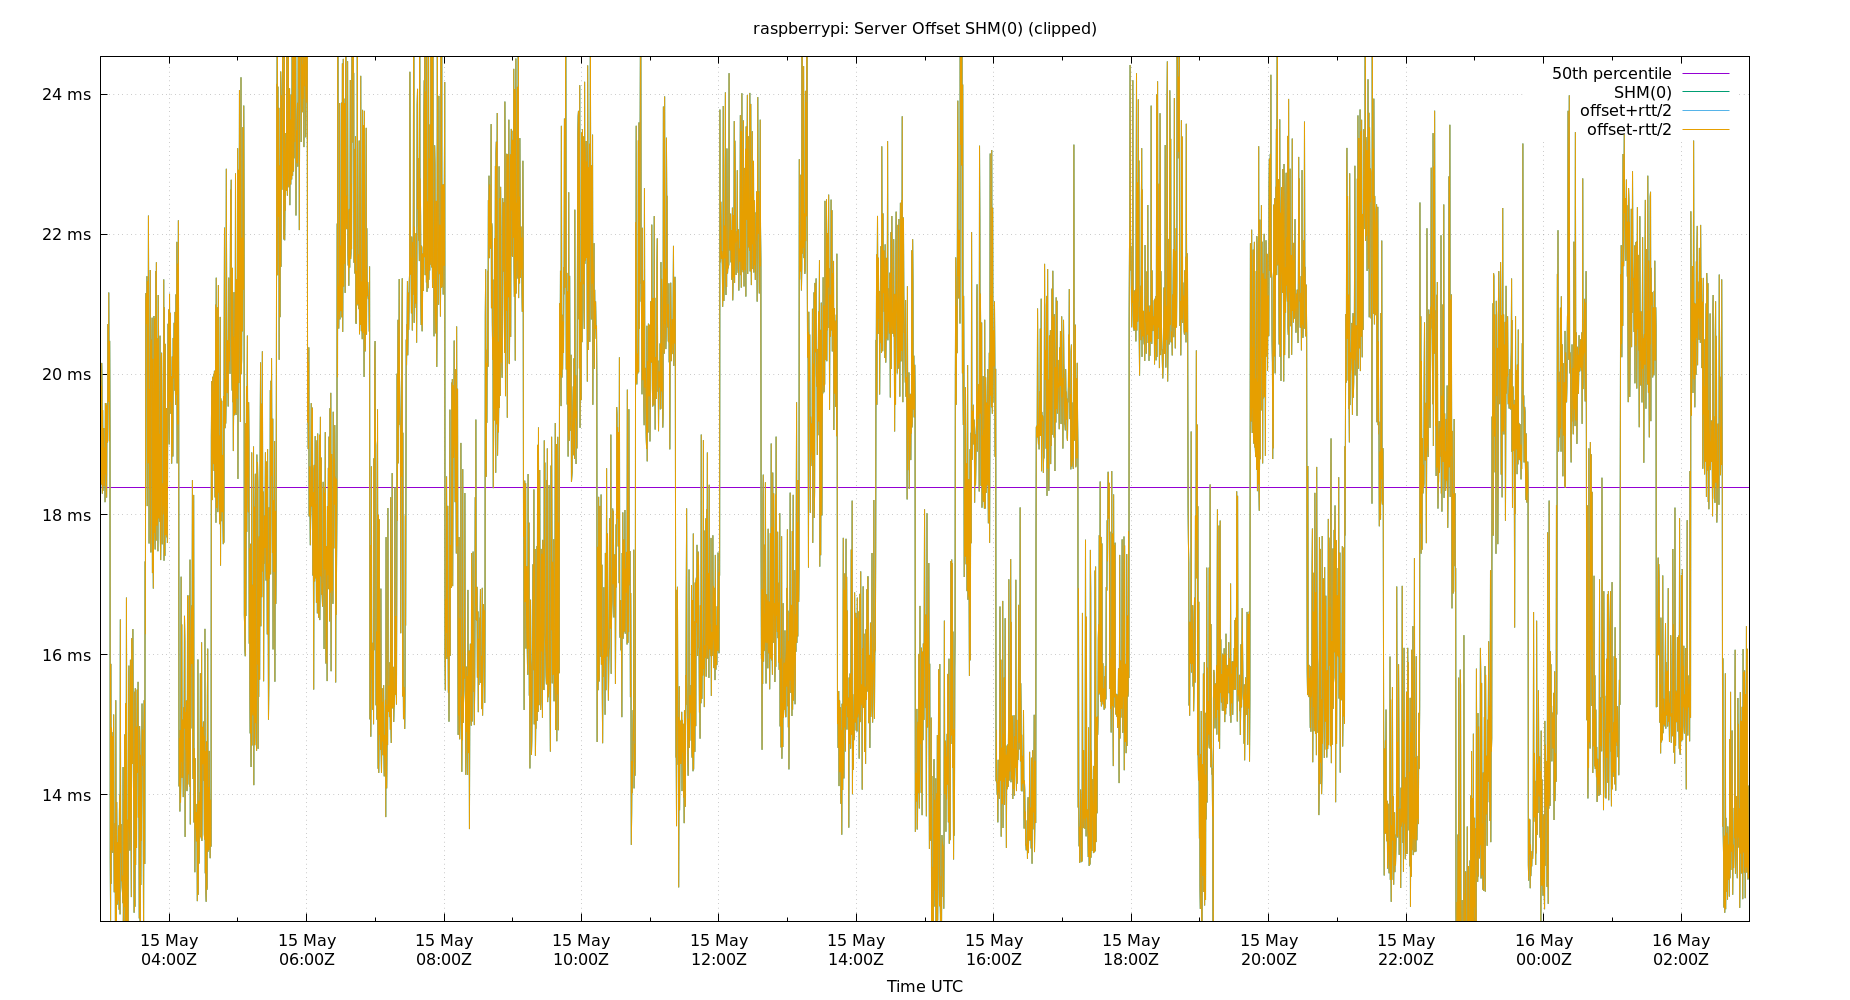 raspberrypi: Server Offset SHM(0) (clipped)
50th percentile
SHM(0)
offset+rtt/2
offset-rtt/2
24 ms
22 ms
20 ms
18 ms
16 ms
14 ms
15 May 15 May 15 May 15 May 15 May 15 May 15 May 15 May 15 May 15 May 16 May 16 May
04:00Z 06:00Z 08:00Z 10:00Z 12:00Z 14:00Z 16:00Z 18:00Z 20:00Z 22:00Z 00:00Z 02:00Z
Time UTC